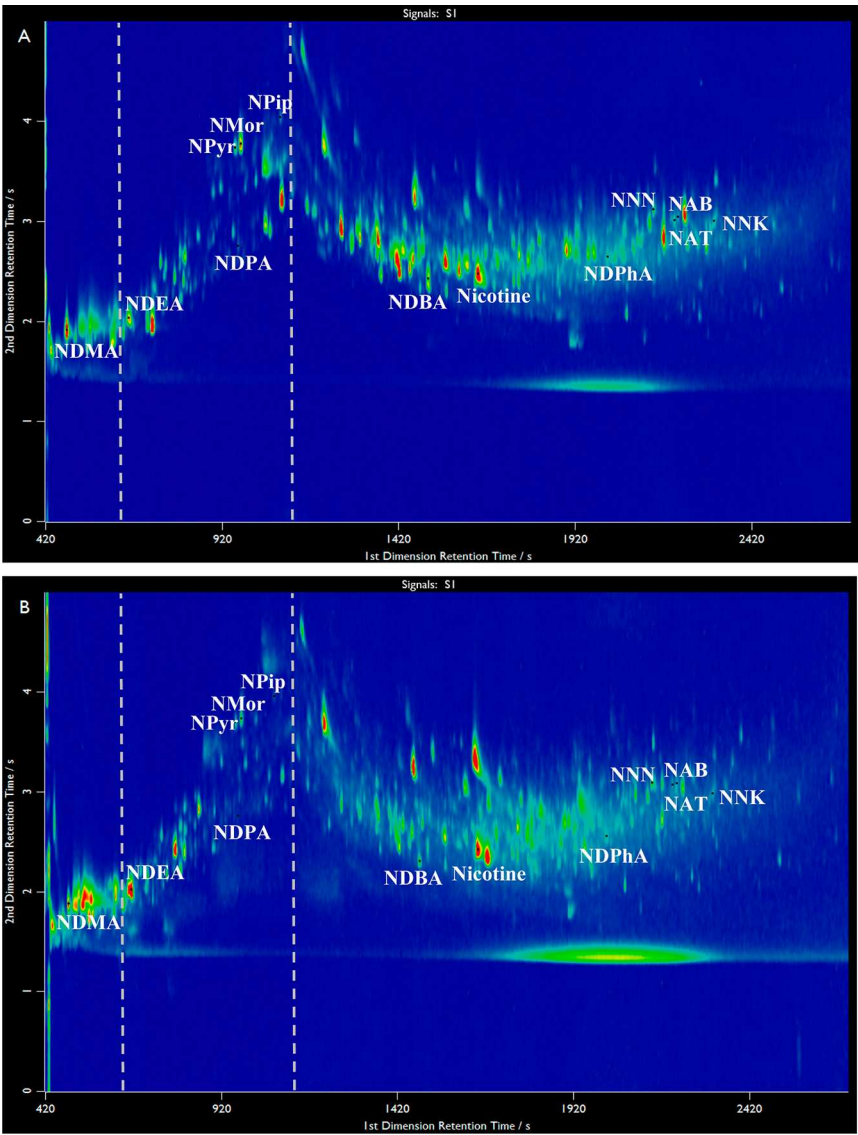 Signals: S1
A
NPip
NMor
NPyr
NNN
NAB
NNK
NAT
NDPA
NDPhA
NDEA
NDBA
Nicotine
NDMA
2nd Dimension Retention Time / s
0
1
2
3
4
420
920
1420
1920
2420
1st Dimension Retention Time / s
Signals: S1
B
NPip
NMor
NPyr
NNN
NAB
NNK
NAT
NDPA
NDPhA
NDEA
NDBA
Nicotine
NDMA
2nd Dimension Retention Time / s
0
1
2
3
4
420
920
1420
1920
2420
1st Dimension Retention Time / s